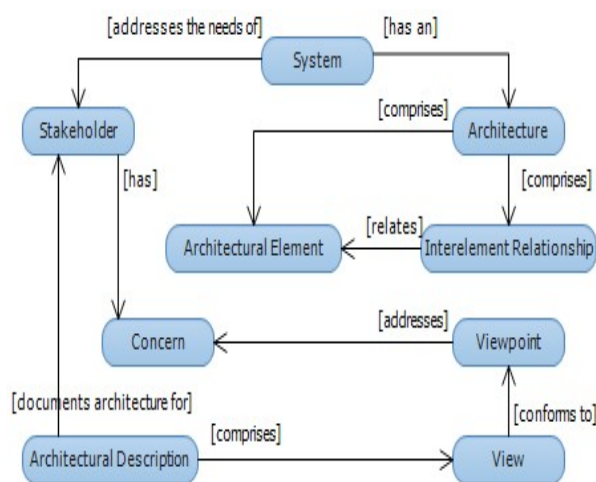 [addresses the needs of]
[has an]
System
[comprises]
Stakeholder
Architecture
[has]
[comprises]
[relates]
Architectural Element
Interelement Relationship
[addresses]
Concern
Viewpoint
[documents architecture for]
[conforms to]
[comprises]
Architectural Description
View